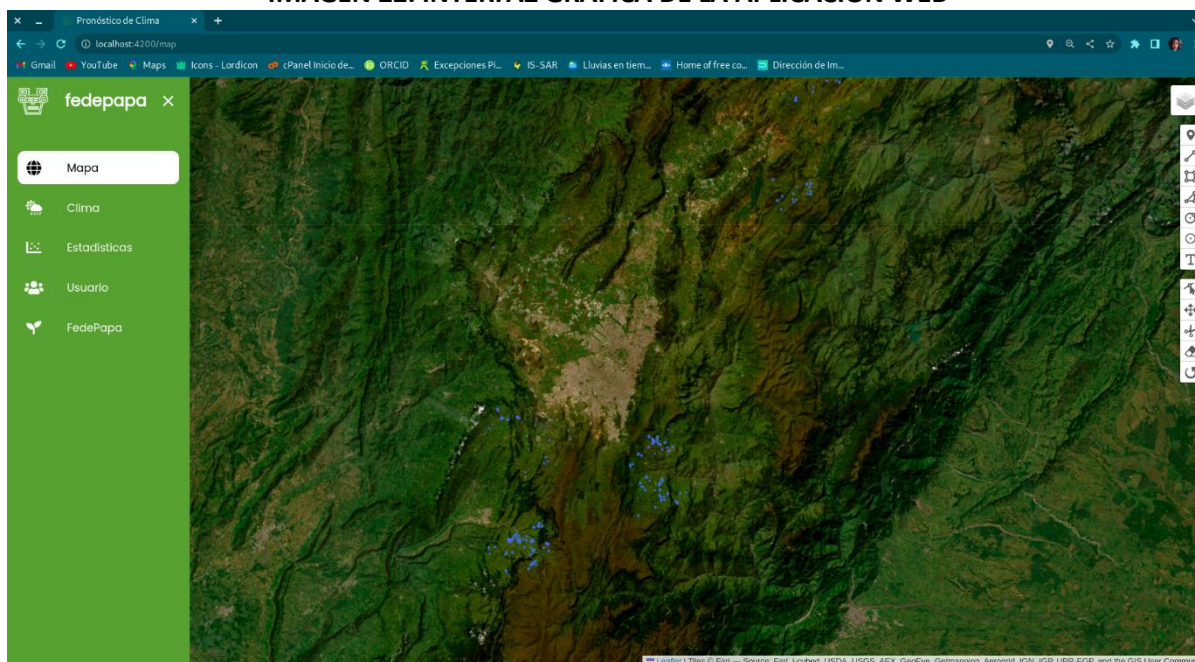 IMAGEN 22. INTERFAZ GRÁFICA DE LA APLICACIÓN WEB
Pronóstico de Clima
localhost:4200/map
Gmail YouTube Maps Icons - Lordicon cPanel Inicio de... ORCID Excepciones Pi... IS-SAR Lluvias en tiem... Home of free co... Dirección de Im...
fedepapa
Mapa
Clima
Estadísticas
Usuario
FedePapa
T
Leaflet | Tiles © Esri — Source: Esri, i-cubed, USDA, USGS, AEX, GeoEye, Getmapping, Aerogrid, IGN, IGP, UPR-EGP, and the GIS User Commu